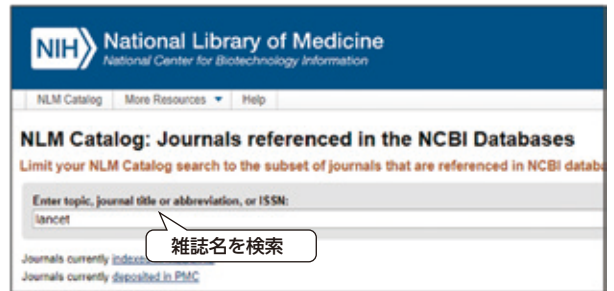 NIH National Library of Medicine
National Center for Biotechnology Information
NLM Catalog More Resources Help
NLM Catalog: Journals referenced in the NCBI Databases
Limit your NLM Catalog search to the subset of journals that are referenced in NCBI
Enter topic, journal title or abbreviation, or ISSN:
lancet
雑誌名を検索
Journals currently
Journals currently deposited in PMC